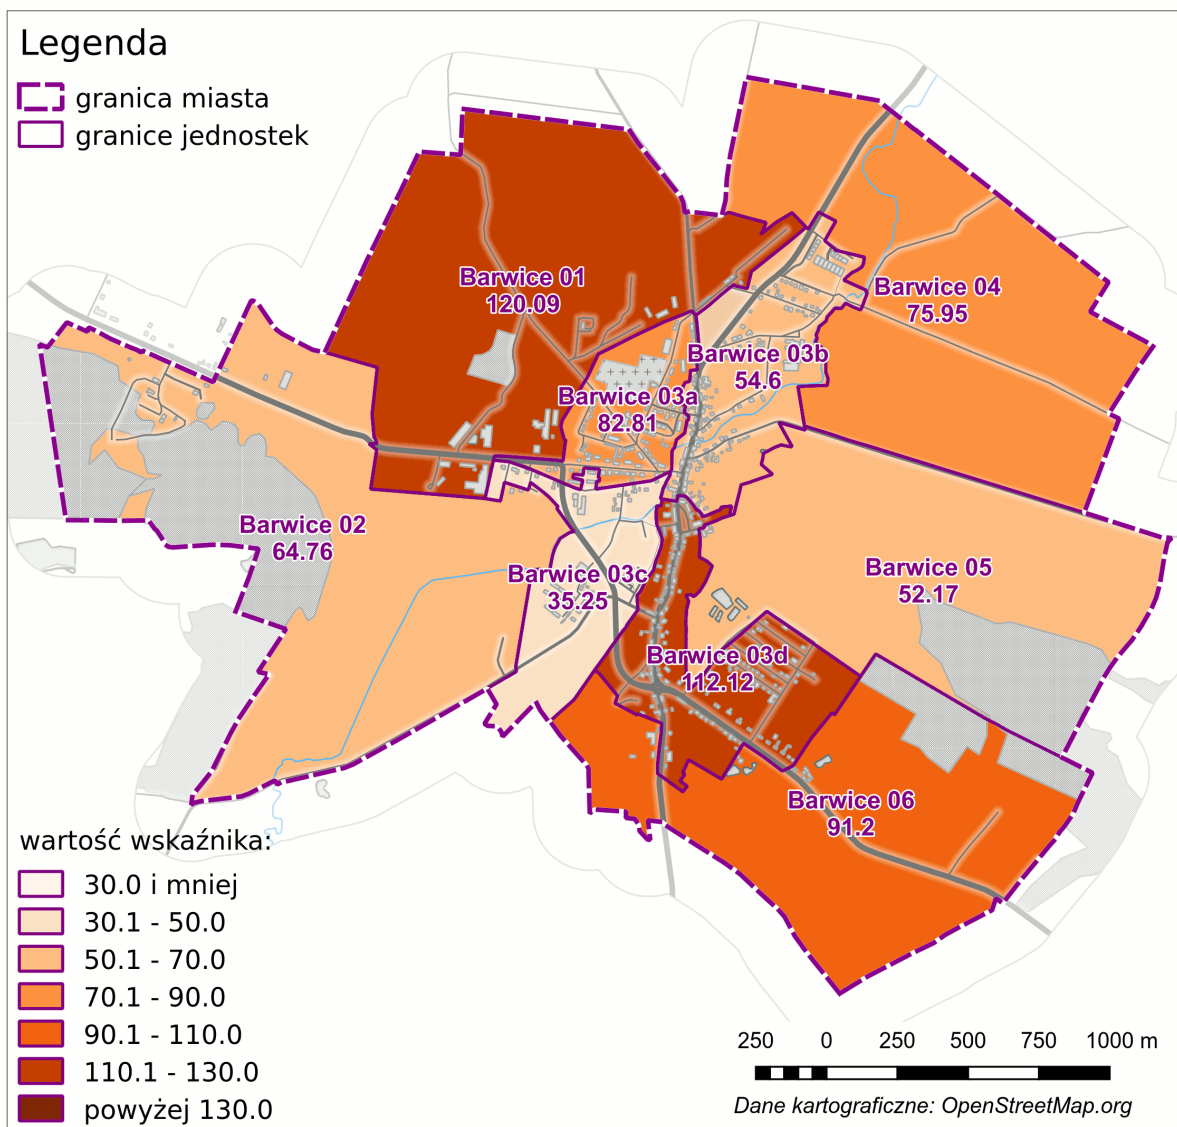 Legenda
granica miasta
granice jednostek
Barwice 01
120.09
Barwice 04
75.95
Barwice 03b
54.6
Barwice 03a
82.81
Barwice 02
64.76
Barwice 03c
35.25
Barwice 05
52.17
Barwice 03d
112.12
Barwice 06
91.2
wartość wskaźnika:
30.0 i mniej
30.1 - 50.0
50.1 - 70.0
70.1 - 90.0
90.1 - 110.0
110.1 - 130.0
powyżej 130.0
250 0 250 500 750 1000 m
Dane kartograficzne: OpenStreetMap.org